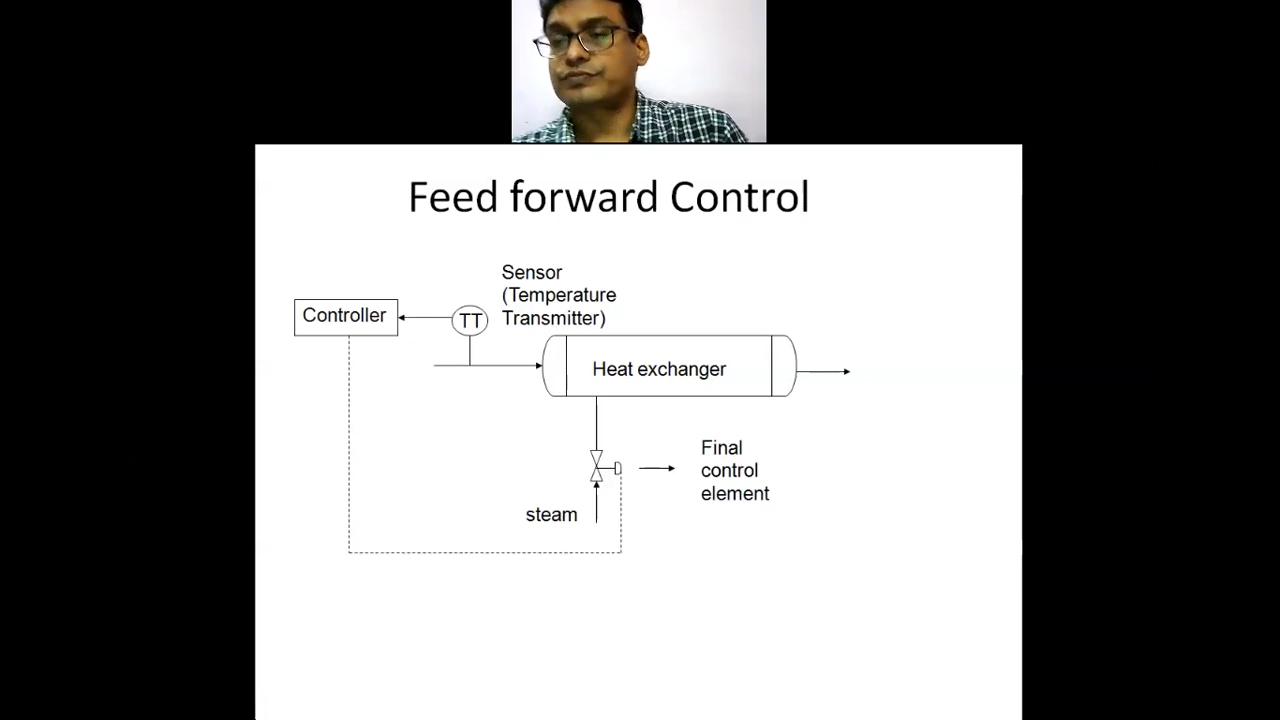 Feed forward Control
Sensor
(Temperature
Transmitter)
Controller
TT
Heat exchanger
Final
control
element
steam